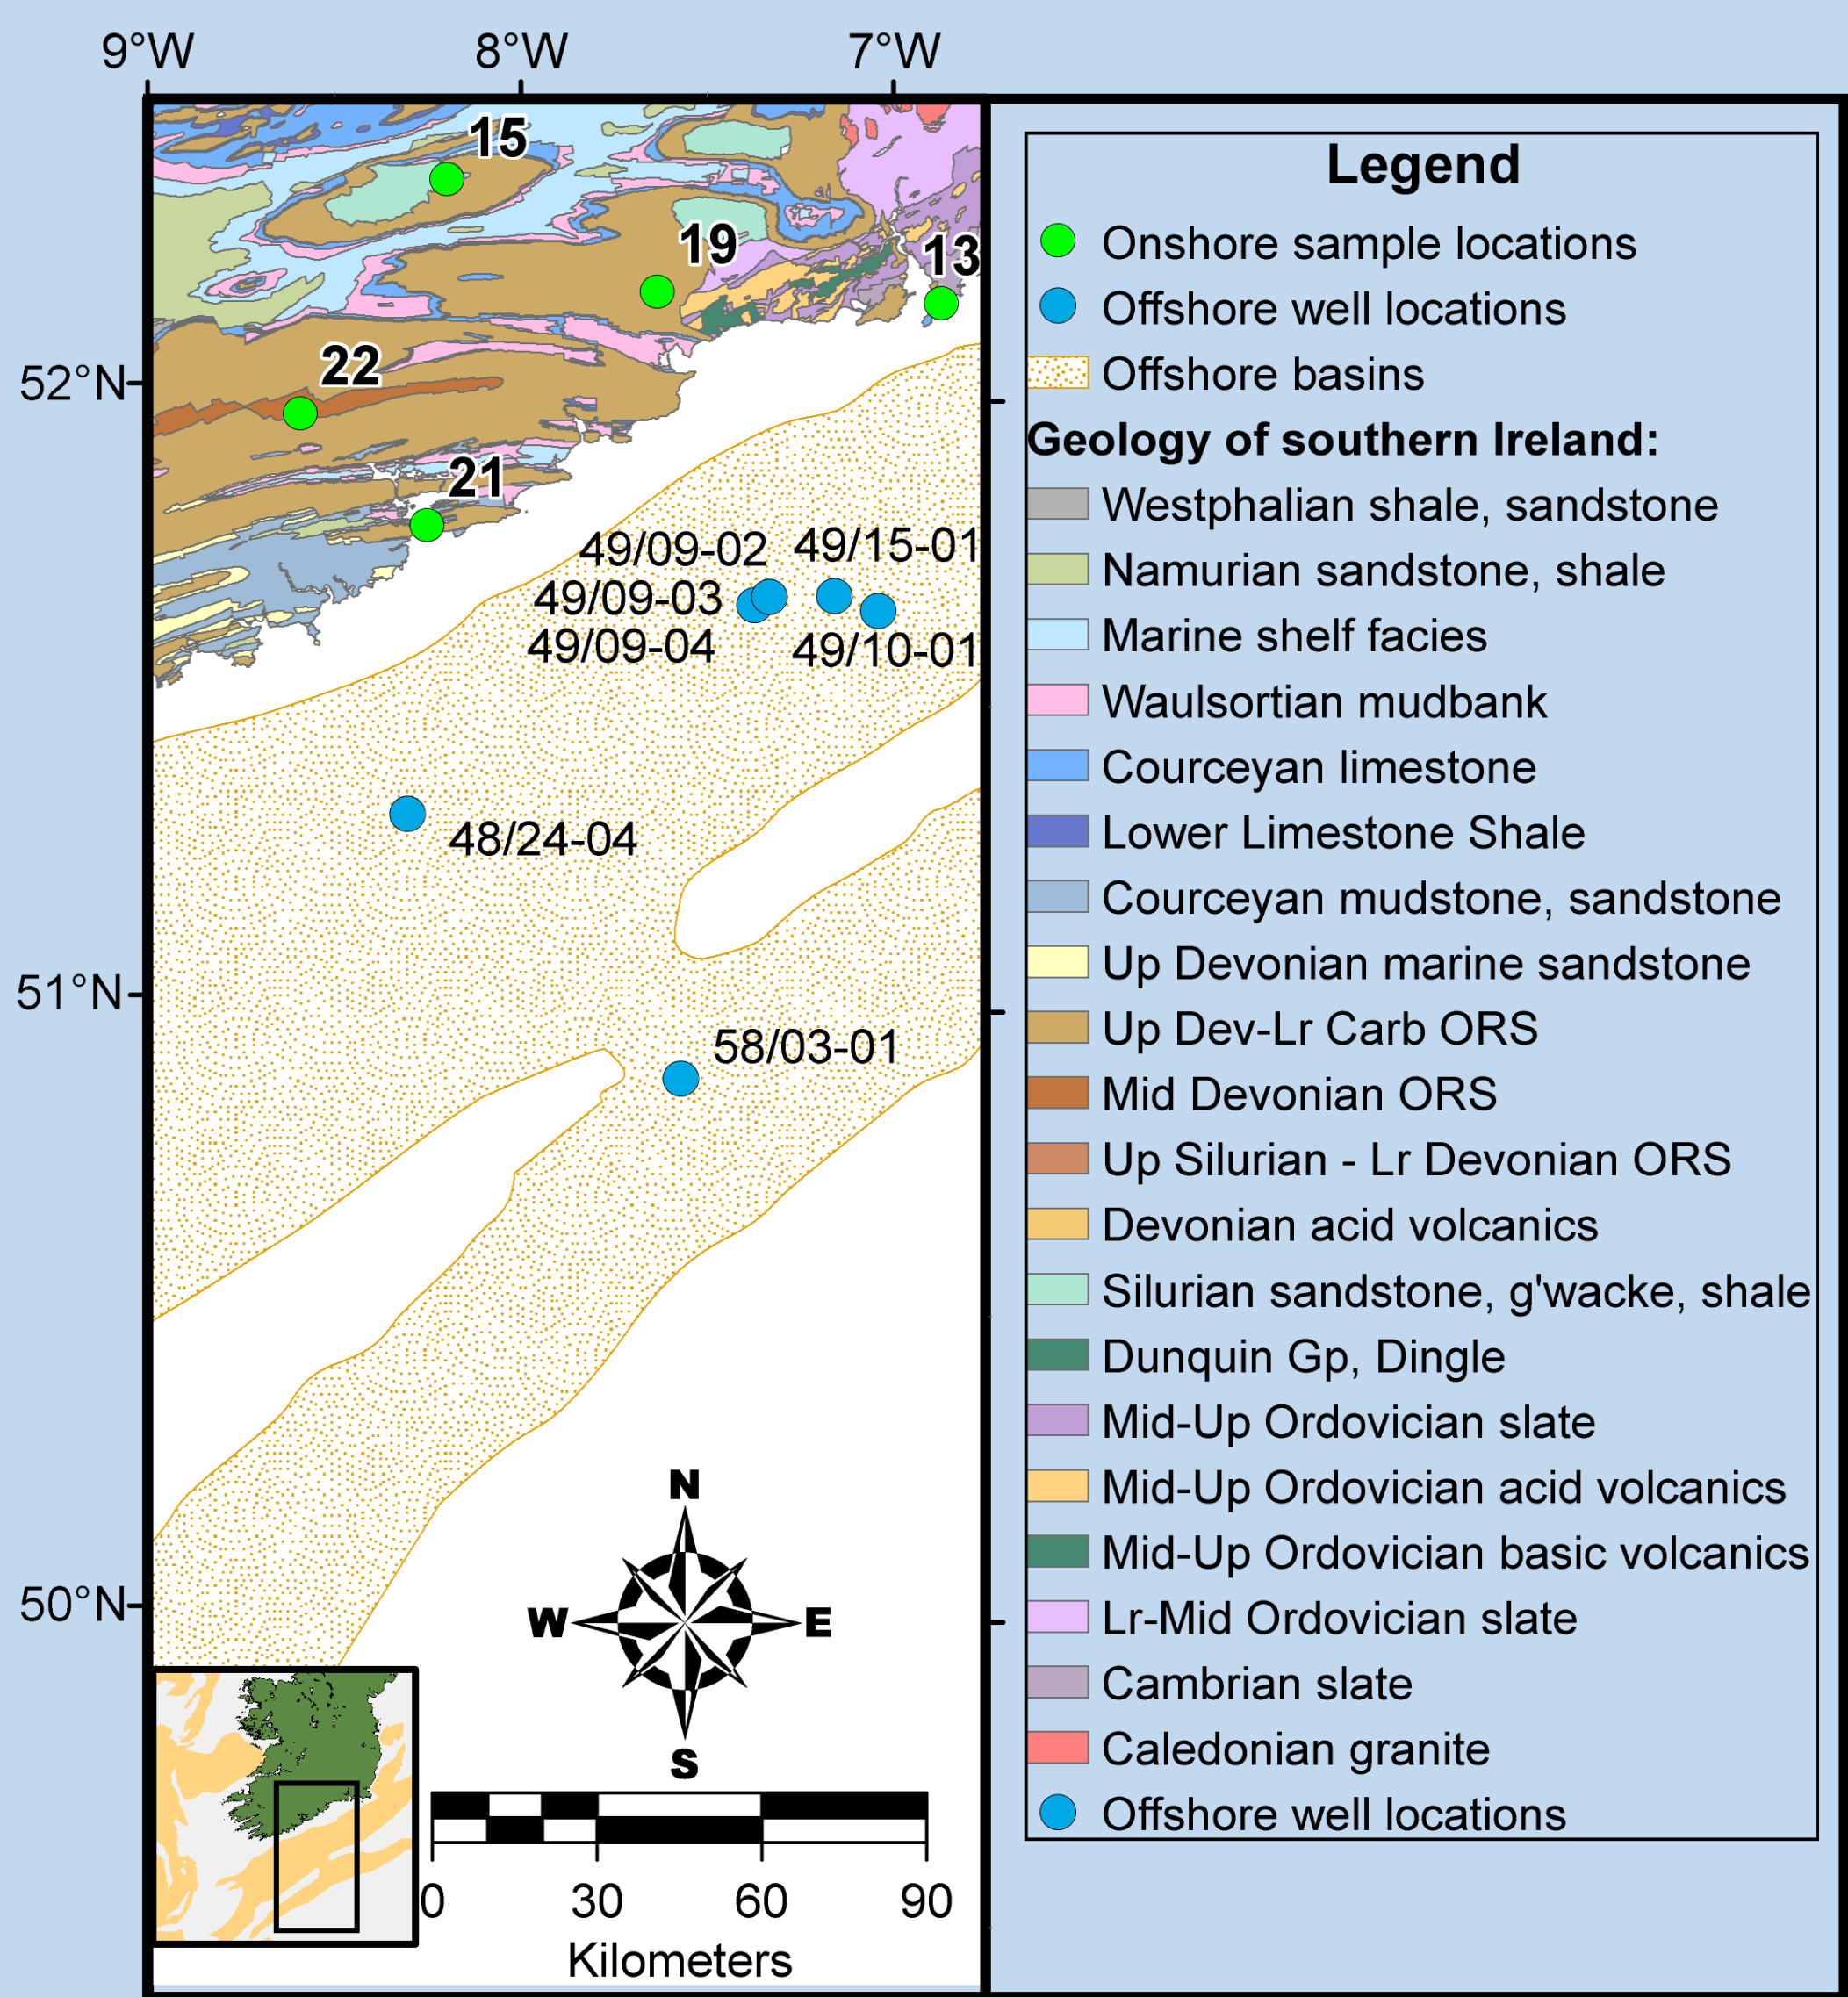 9°W 8°W 7°W
15
19
13
52°N
22
21
49/09-02 49/15-01
49/09-03
49/09-04 49/10-01
48/24-04
51°N
58/03-01
50°N
N
W E
S
0 30 60 90
Kilometers
Legend
Onshore sample locations
Offshore well locations
Offshore basins
Geology of southern Ireland:
Westphalian shale, sandstone
Namurian sandstone, shale
Marine shelf facies
Waulsortian mudbank
Courceyan limestone
Lower Limestone Shale
Courceyan mudstone, sandstone
Up Devonian marine sandstone
Up Dev-Lr Carb ORS
Mid Devonian ORS
Up Silurian - Lr Devonian ORS
Devonian acid volcanics
Silurian sandstone, g'wacke, shale
Dunquin Gp, Dingle
Mid-Up Ordovician slate
Mid-Up Ordovician acid volcanics
Mid-Up Ordovician basic volcanics
Lr-Mid Ordovician slate
Cambrian slate
Caledonian granite
Offshore well locations